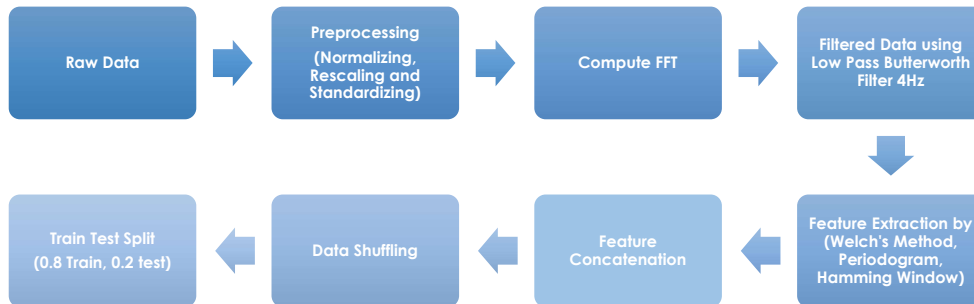 Raw Data
Preprocessing
(Normalizing,
Rescaling and
Standardizing)
Compute FFT
Filtered Data using
Low Pass Butterworth
Filter 4Hz
Feature Extraction by
(Welch's Method,
Periodogram,
Hamming Window)
Feature
Concatenation
Data Shuffling
Train Test Split
(0.8 Train, 0.2 test)